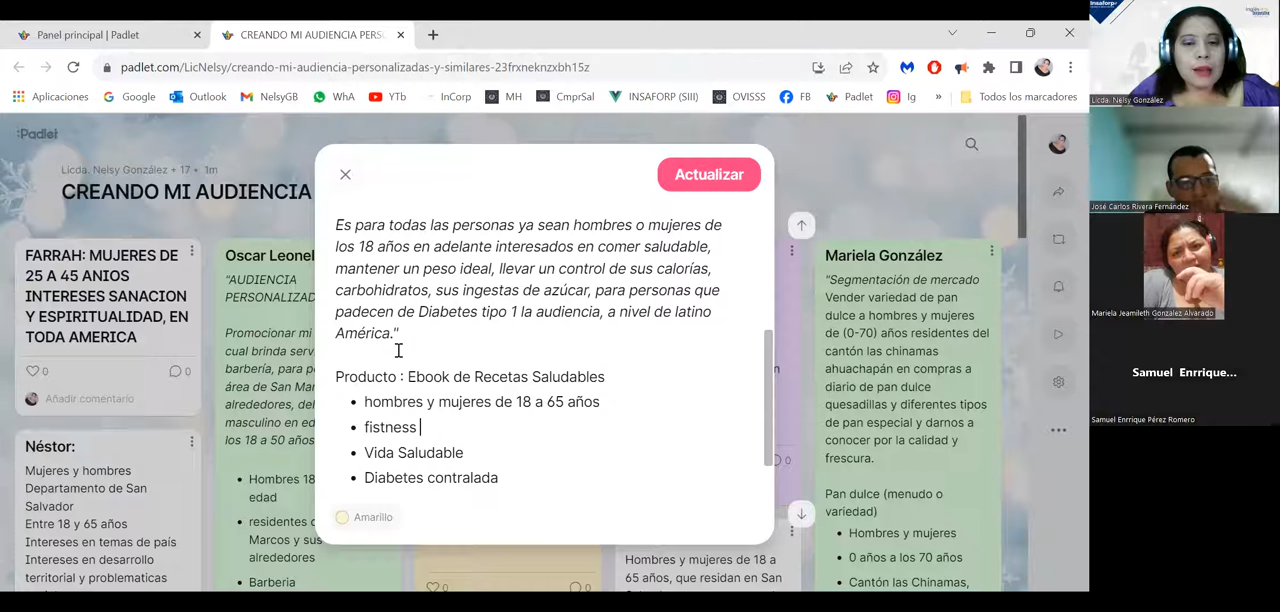 Panel principal | Padlet
CREANDO MI AUDIENCIA PERS
padlet.com/LicNelsy/creando-mi-audiencia-personalizadas-y-similares-23frxneknzxbh15z
Aplicaciones
Google
Outlook
NelsyGB
WhA
YTb
InCorp
MH
CmprSal
INSAFORP (SIII)
OVISSS
FB
Padlet
Ig
»
Todos los marcadores
:Padlet
Licda. Nelsy González + 17 • 1m
CREANDO MI AUDIENCIA
FARRAH: MUJERES DE
25 A 45 ANIOS
INTERESES SANACION
Y ESPIRITUALIDAD, EN
TODA AMERICA
0
0
Añadir comentario
Néstor:
Mujeres y hombres
Departamento de San
Salvador
Entre 18 y 65 años
Intereses en temas de país
Intereses en desarrollo
territorial y problematicas
Oscar Leonel
"AUDIENCIA
PERSONALIZAD
Promocionar mi
cual brinda serv
barbería, para pe
área de San Mar
alrededores, del
masculino en ed
los 18 a 50 años
• Hombres 18
edad
• residentes c
Marcos y sus
alrededores
• Barberia
Actualizar
Es para todas las personas ya sean hombres o mujeres de
los 18 años en adelante interesados en comer saludable,
mantener un peso ideal, llevar un control de sus calorías,
carbohidratos, sus ingestas de azúcar, para personas que
padecen de Diabetes tipo 1 la audiencia, a nivel de latino
América."
Producto : Ebook de Recetas Saludables
• hombres y mujeres de 18 a 65 años
• fistness
• Vida Saludable
• Diabetes contralada
Amarillo
0
0
0
Hombres y mujeres de 18 a
65 años, que residan en San
Mariela González
"Segmentación de mercado
Vender variedad de pan
dulce a hombres y mujeres
de (0-70) años residentes del
cantón las chinamas
ahuachapán en compras a
diario de pan dulce
quesadillas y diferentes tipos
de pan especial y darnos a
conocer por la calidad y
frescura.
Pan dulce (menudo o
variedad)
• Hombres y mujeres
• 0 años a los 70 años
• Cantón las Chinamas,
Insaforp
Licda. Nelsy González
José Carlos Rivera Fernández
Mariela Jeamileth Gonzalez Alvarado
Samuel Enrrique...
Samuel Enrrique Pérez Romero